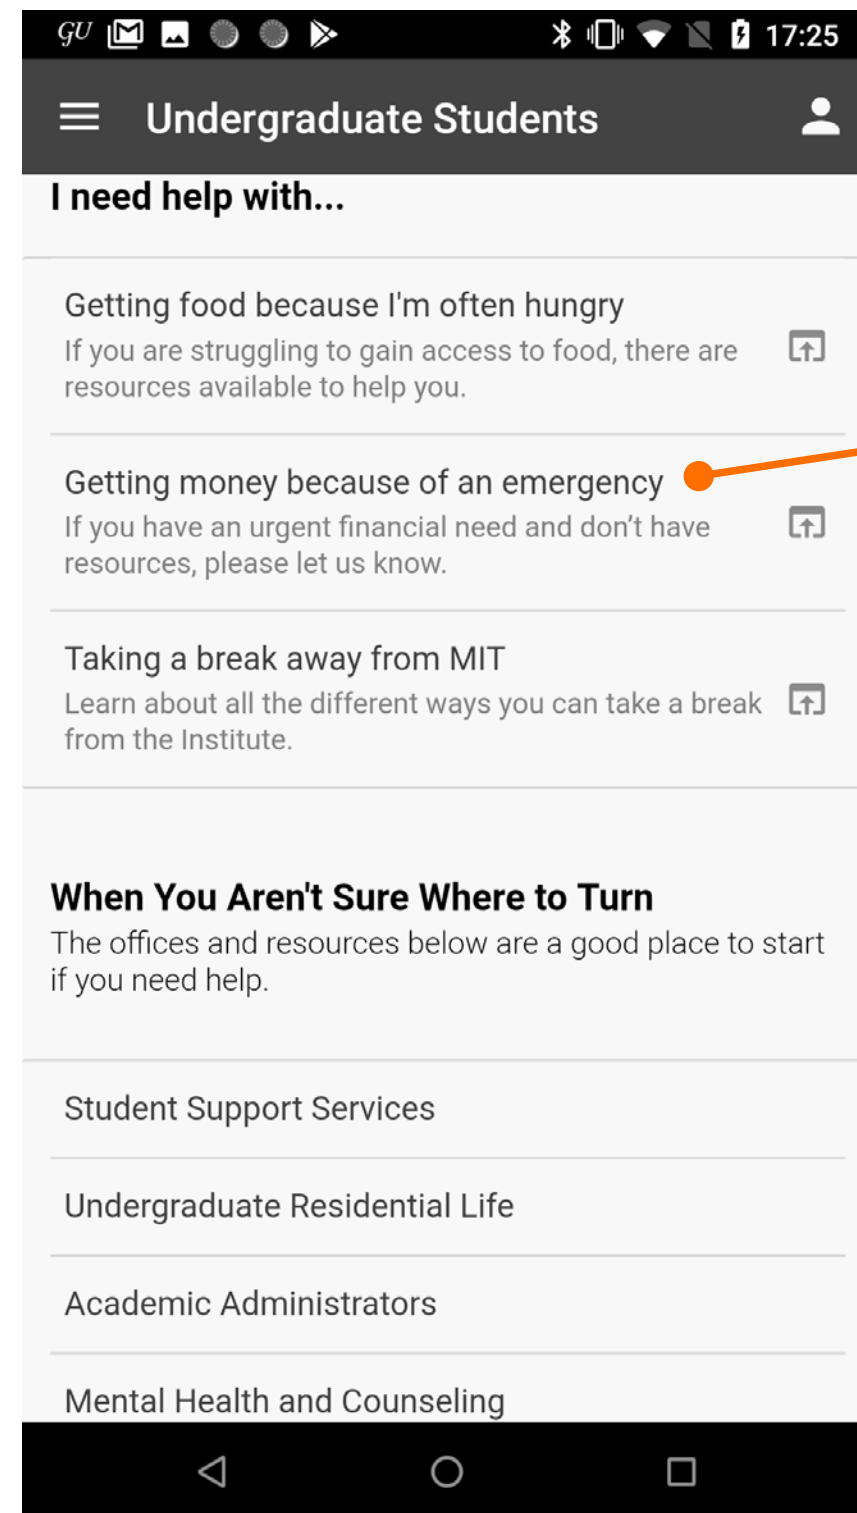 GU 17:25
Undergraduate Students
I need help with...
Getting food because I'm often hungry
If you are struggling to gain access to food, there are
resources available to help you.
Getting money because of an emergency
If you have an urgent financial need and don’t have
resources, please let us know.
Taking a break away from MIT
Learn about all the different ways you can take a break
from the Institute.
When You Aren't Sure Where to Turn
The offices and resources below are a good place to start
if you need help.
Student Support Services
Undergraduate Residential Life
Academic Administrators
Mental Health and Counseling